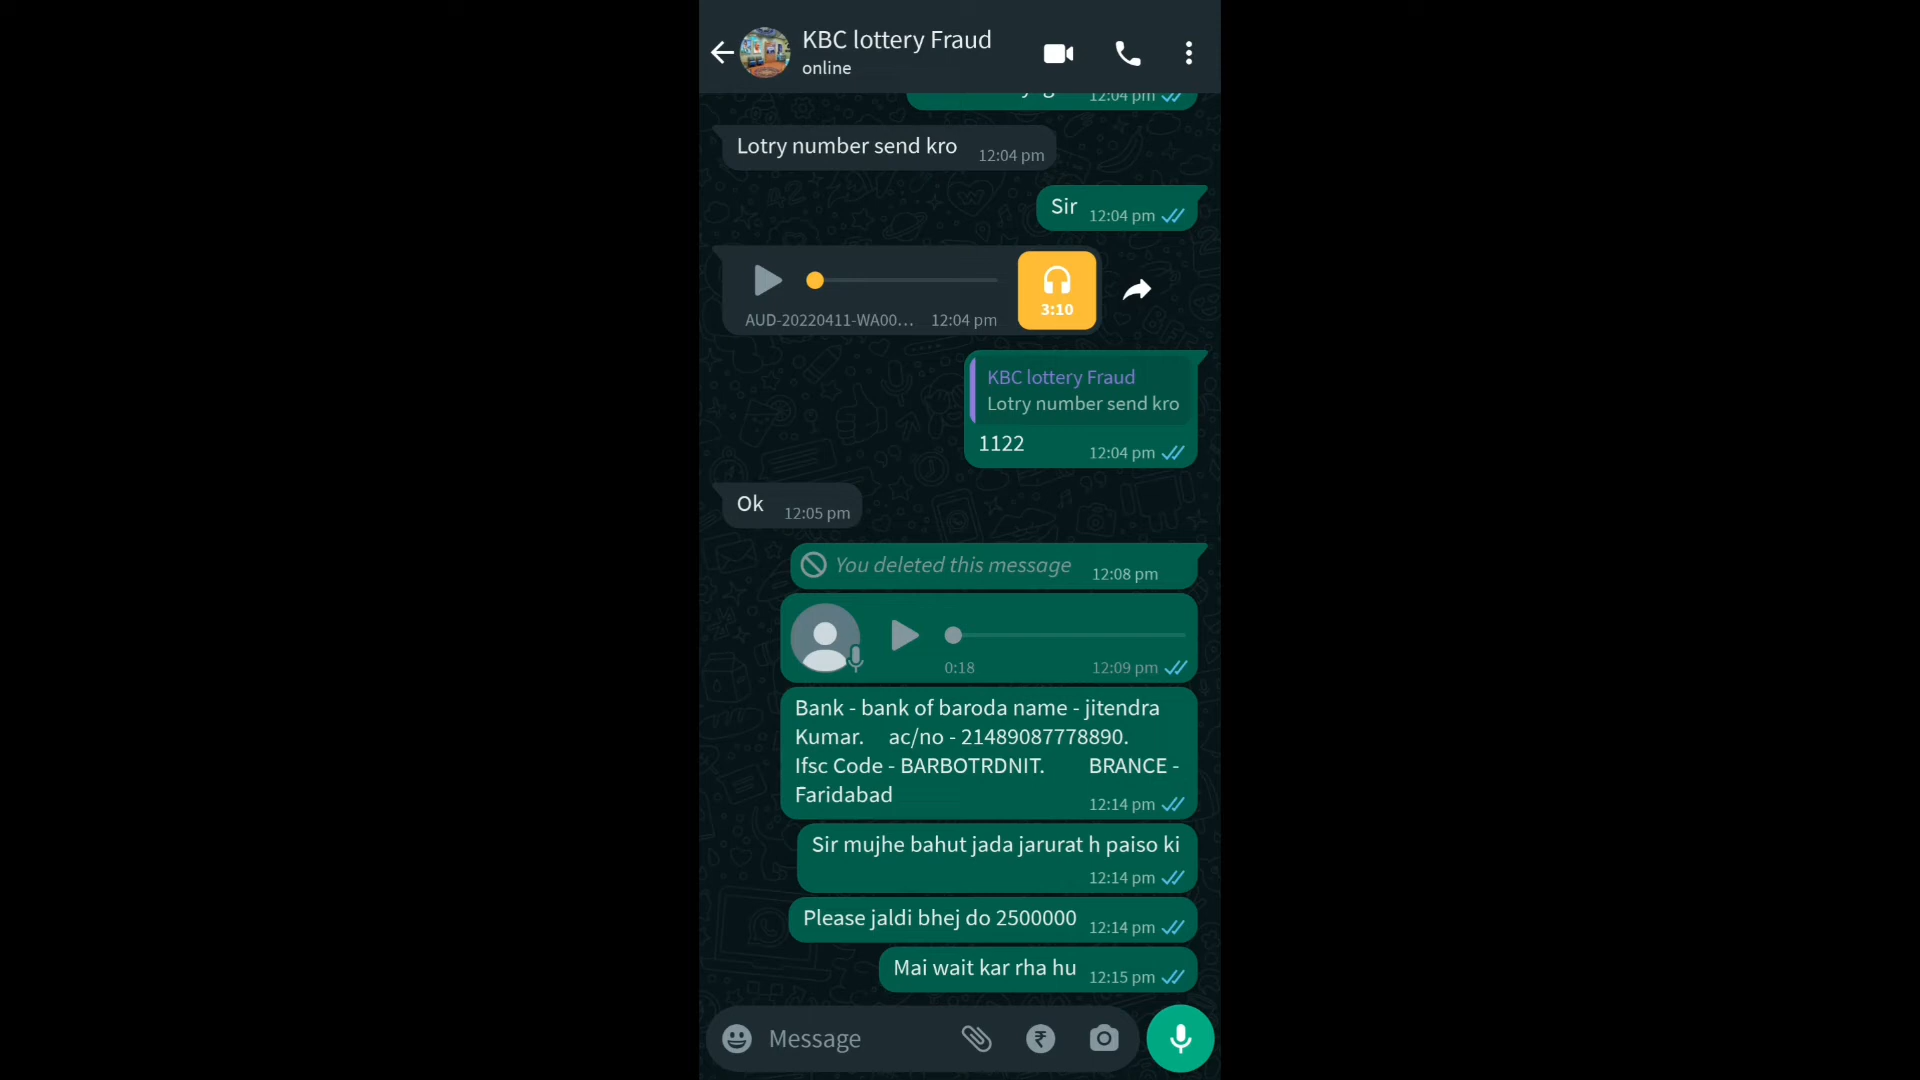 KBC lottery Fraud
online
12:04 pm
Lotry number send kro 12:04 pm
Sir 12:04 pm
3:10
AUD-20220411-WA00... 12:04 pm
KBC lottery Fraud
Lotry number send kro
1122 12:04 pm
Ok 12:05 pm
You deleted this message 12:08 pm
0:18 12:09 pm
Bank - bank of baroda name - jitendra
Kumar. ac/no - 21489087778890.
Ifsc Code - BARBOTRDNIT. BRANCE -
Faridabad 12:14 pm
Sir mujhe bahut jada jarurat h paiso ki
12:14 pm
Please jaldi bhej do 2500000 12:14 pm
Mai wait kar rha hu 12:15 pm
Message